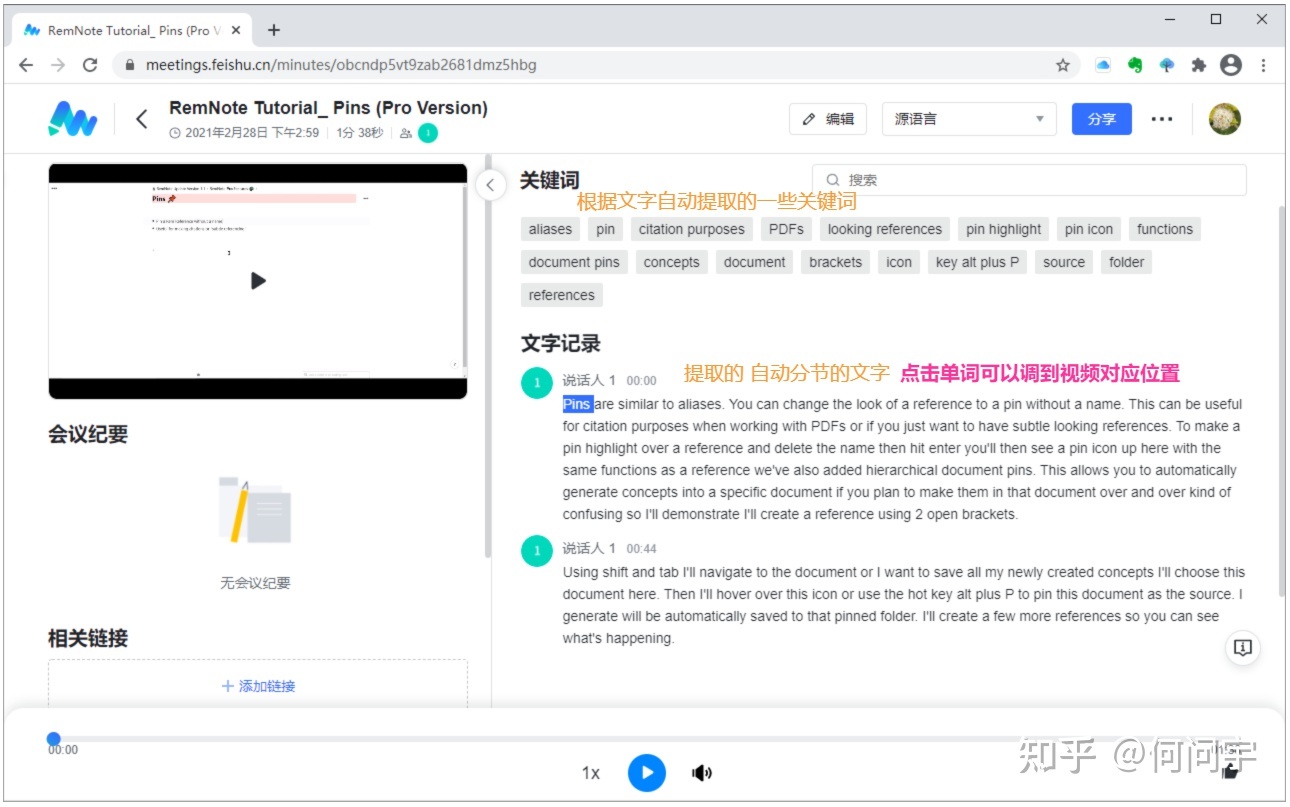 RemNote Tutorial_ Pins (Pro V
meetings.feishu.cn/minutes/obcndp5vt9zab2681dmz5hbg
RemNote Tutorial_ Pins (Pro Version)
2021年2月28日 下午2:59 1分 38秒 1
编辑
源语言
分享
Pins
关键词
搜索
根据文字自动提取的一些关键词
aliases pin citation purposes PDFs looking references pin highlight pin icon functions
document pins concepts document brackets icon key alt plus P source folder
references
文字记录
提取的 自动分节的文字 点击单词可以调到视频对应位置
1 说话人 1 00:00
Pins are similar to aliases. You can change the look of a reference to a pin without a name. This can be useful
for citation purposes when working with PDFs or if you just want to have subtle looking references. To make a
pin highlight over a reference and delete the name then hit enter you'll then see a pin icon up here with the
same functions as a reference we've also added hierarchical document pins. This allows you to automatically
generate concepts into a specific document if you plan to make them in that document over and over kind of
confusing so I'll demonstrate I'll create a reference using 2 open brackets.
1 说话人 1 00:44
Using shift and tab I'll navigate to the document or I want to save all my newly created concepts I'll choose this
document here. Then I'll hover over this icon or use the hot key alt plus P to pin this document as the source. I
generate will be automatically saved to that pinned folder. I'll create a few more references so you can see
what's happening.
会议纪要
无会议纪要
相关链接
添加链接
00:00
1x
知乎 @何问宇